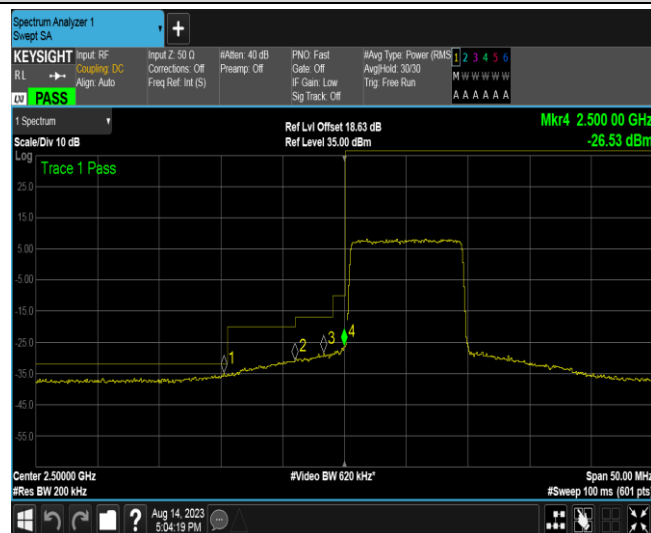 Spectrum Analyzer 1
Swept SA
+
KEYSIGHT
RL
Input: RF
Coupling: DC
Align: Auto
Input Z: 50 Ω
Corrections: Off
Freq Ref: Int (S)
#Atten: 40 dB
Preamp: Off
PNO: Fast
Gate: Off
IF Gain: Low
Sig Track: Off
#Avg Type: Power (RMS
Avg|Hold: 30/30
Trig: Free Run
1 2 3 4 5 6
M W W W W W
A A A A A A
LXI PASS
1 Spectrum
Scale/Div 10 dB
Ref Lvl Offset 18.63 dB
Ref Level 35.00 dBm
Mkr4 2.500 00 GHz
-26.53 dBm
Log
Trace 1 Pass
25.0
15.0
5.00
-5.00
-15.0
-25.0
-35.0
-45.0
-55.0
1
2
3
4
Center 2.50000 GHz
#Res BW 200 kHz
#Video BW 620 kHz*
Span 50.00 MHz
#Sweep 100 ms (601 pts)
?
Aug 14, 2023
5:04:19 PM